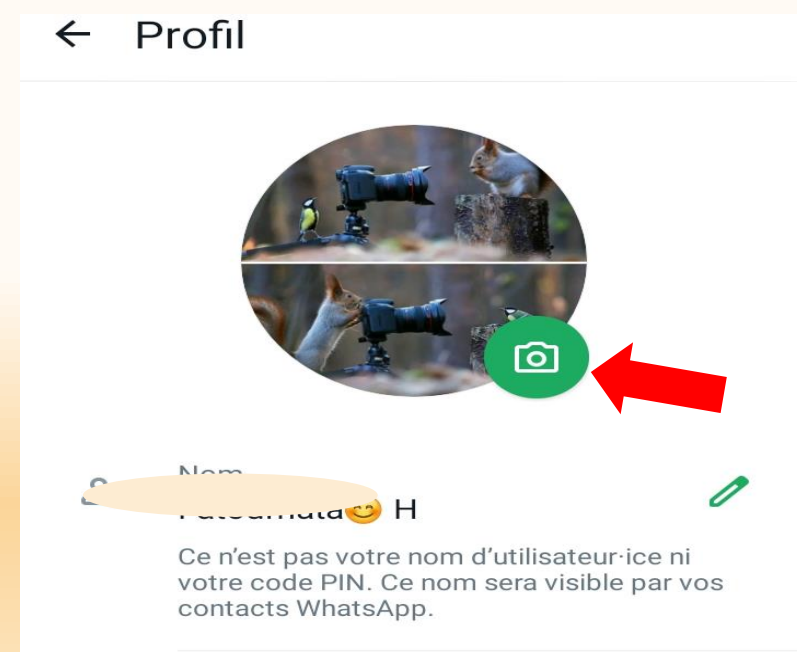 Profil
Nom
😊 H
Ce n'est pas votre nom d'utilisateur·ice ni
votre code PIN. Ce nom sera visible par vos
contacts WhatsApp.